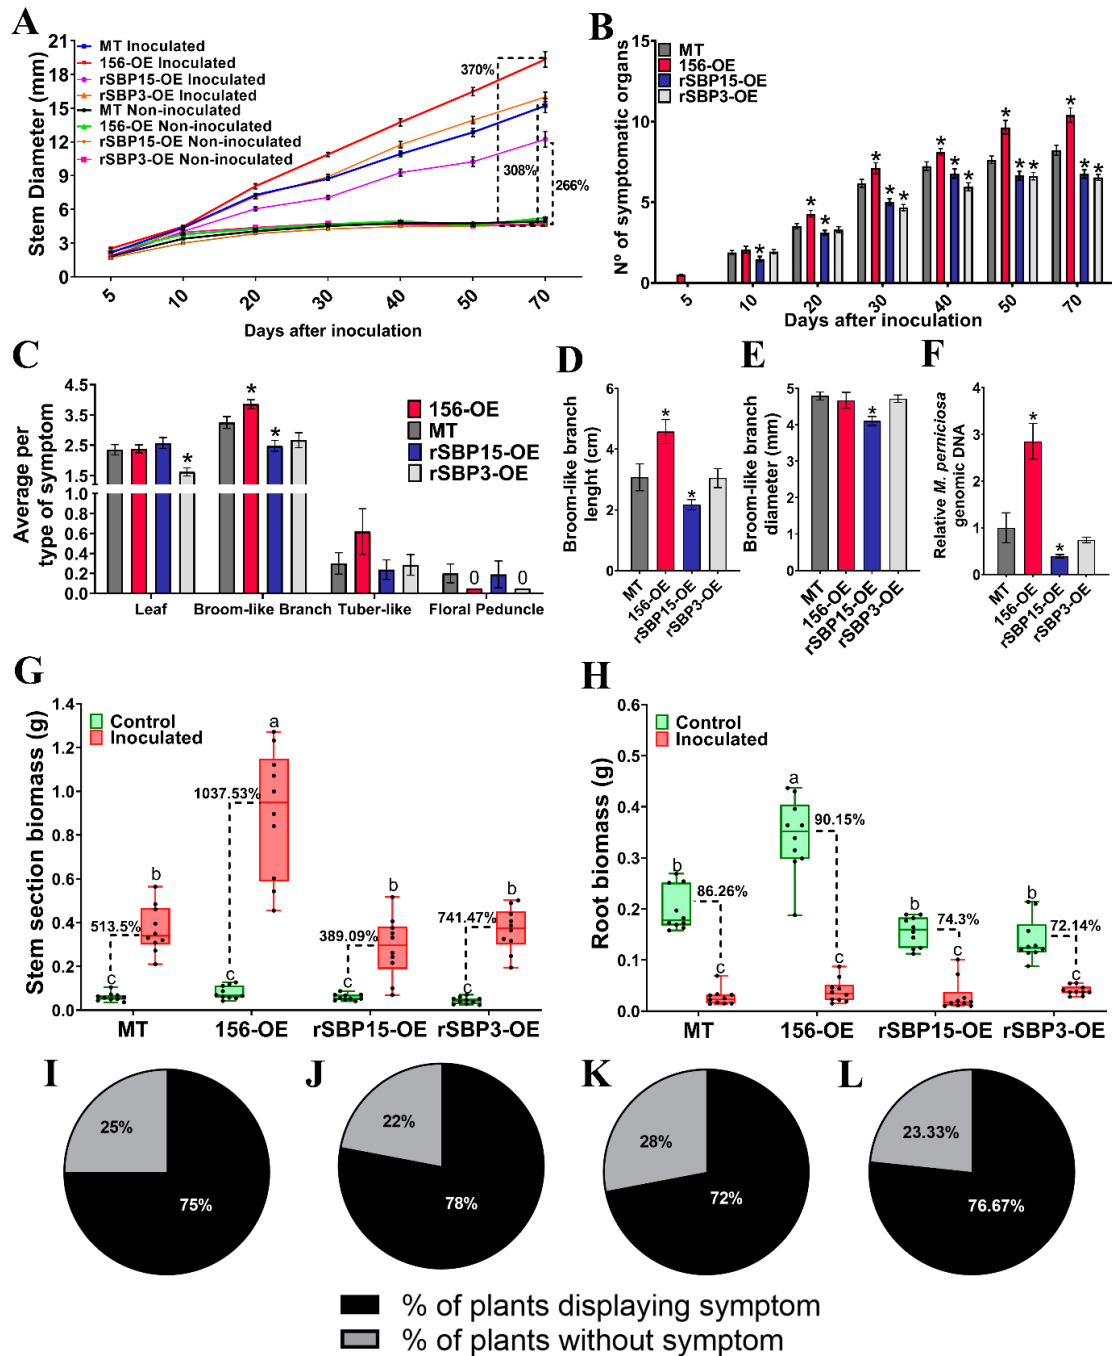 A
Stem Diameter (mm)
21
18
15
12
9
6
3
0
MT Inoculated
156-OE Inoculated
rSBP15-OE Inoculated
rSBP3-OE Inoculated
MT Non-inoculated
156-OE Non-inoculated
rSBP15-OE Non-inoculated
rSBP3-OE Non-inoculated
370%
308%
266%
5 10 20 30 40 50 70
Days after inoculation
B
Nº of symptomatic organs
15
10
5
0
MT
156-OE
rSBP15-OE
rSBP3-OE
* * * * * * * * * * * * * * * * * *
5 10 20 30 40 50 70
Days after inoculation
C
Average per
type of symptom
4.5
3.5
2.5
1.5
1.0
0.8
0.6
0.4
0.2
0.0
* * *
0 0
156-OE
MT
rSBP15-OE
rSBP3-OE
Leaf Broom-like Branch Tuber-like Floral Peduncle
D
Broom-like branch
lenght (cm)
6
4
2
0
* *
MT
156-OE
rSBP15-OE
rSBP3-OE
E
Broom-like branch
diameter (mm)
5
4
3
2
1
0
*
MT
156-OE
rSBP15-OE
rSBP3-OE
F
Relative M. perniciosa
genomic DNA
4
3
2
1
0
* *
MT
156-OE
rSBP15-OE
rSBP3-OE
G
Stem section biomass (g)
1.4
1.2
1.0
0.8
0.6
0.4
0.2
0.0
Control
Inoculated
513.5%
1037.53%
389.09%
741.47%
c b c a c b c b
MT 156-OE rSBP15-OE rSBP3-OE
H
Root biomass (g)
0.6
0.5
0.4
0.3
0.2
0.1
0.0
Control
Inoculated
86.26%
90.15%
74.3%
72.14%
b c a c b c b c
MT 156-OE rSBP15-OE rSBP3-OE
I
25%
75%
J
22%
78%
K
28%
72%
L
23.33%
76.67%
% of plants displaying symptom
% of plants without symptom